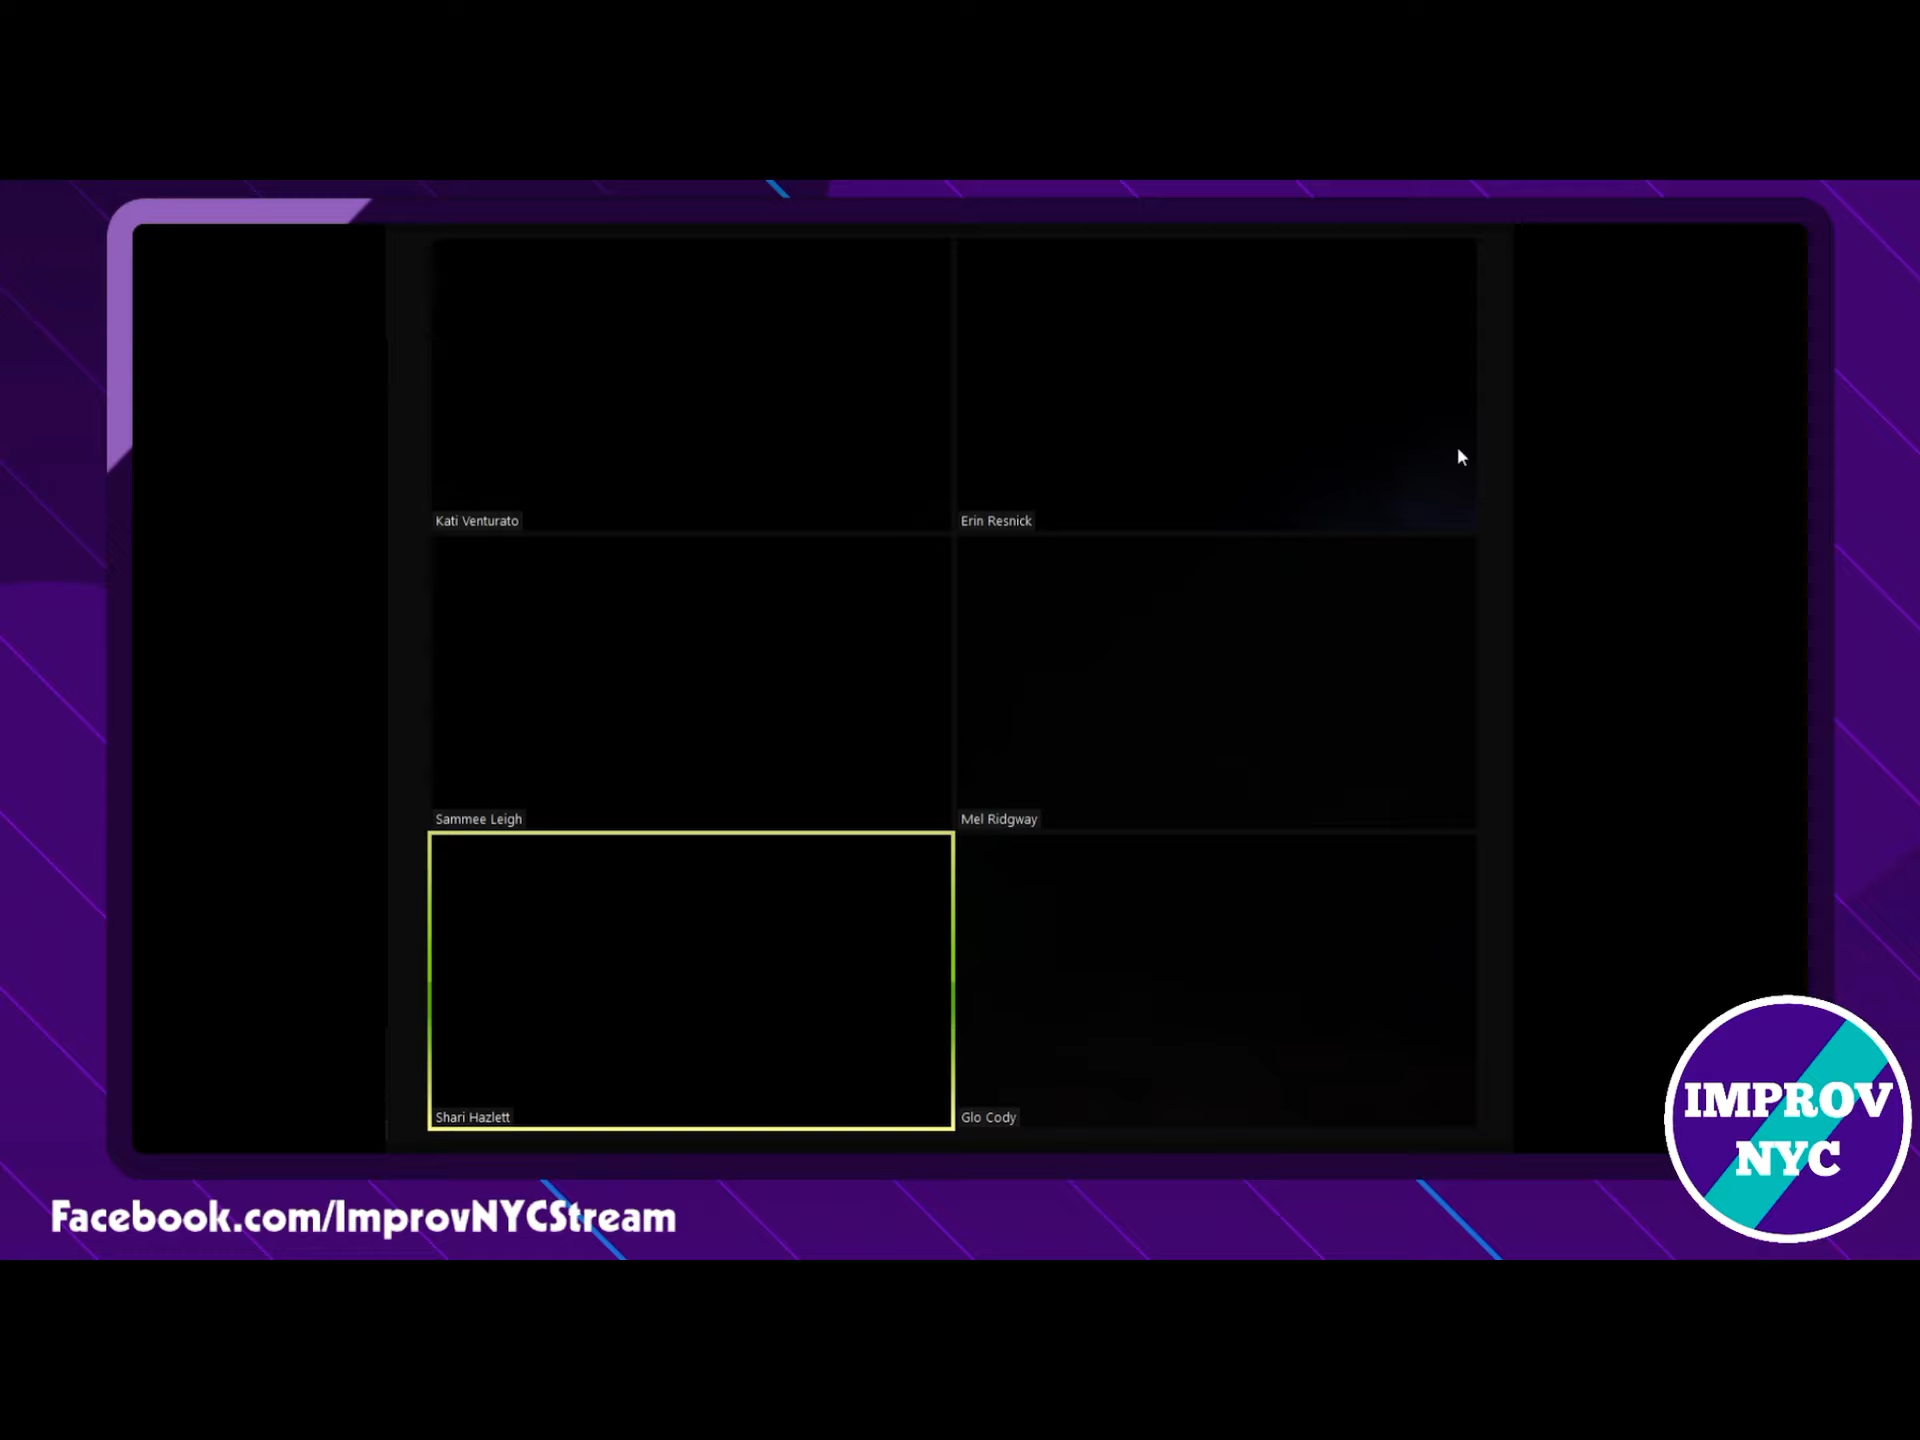 Kati Venturato
Erin Resnick
Sammee Leigh
Mel Ridgway
Shari Hazlett
Glo Cody
IMPROV
NYC
Facebook.com/ImprovNYCStream